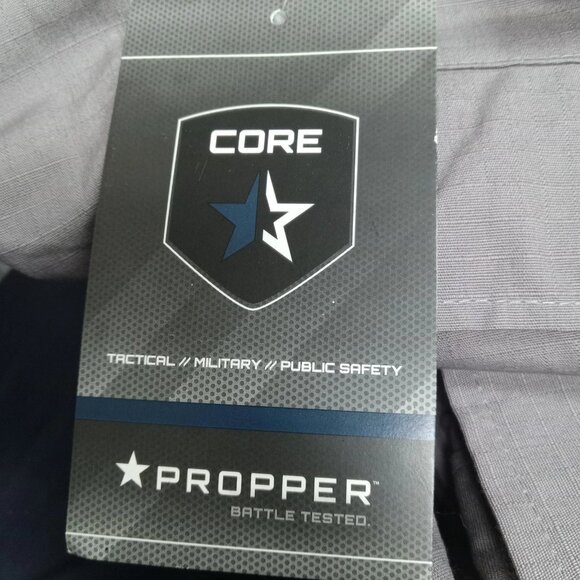 CORE
TACTICAL // MILITARY // PUBLIC SAFETY
PROPPER™
BATTLE TESTED.